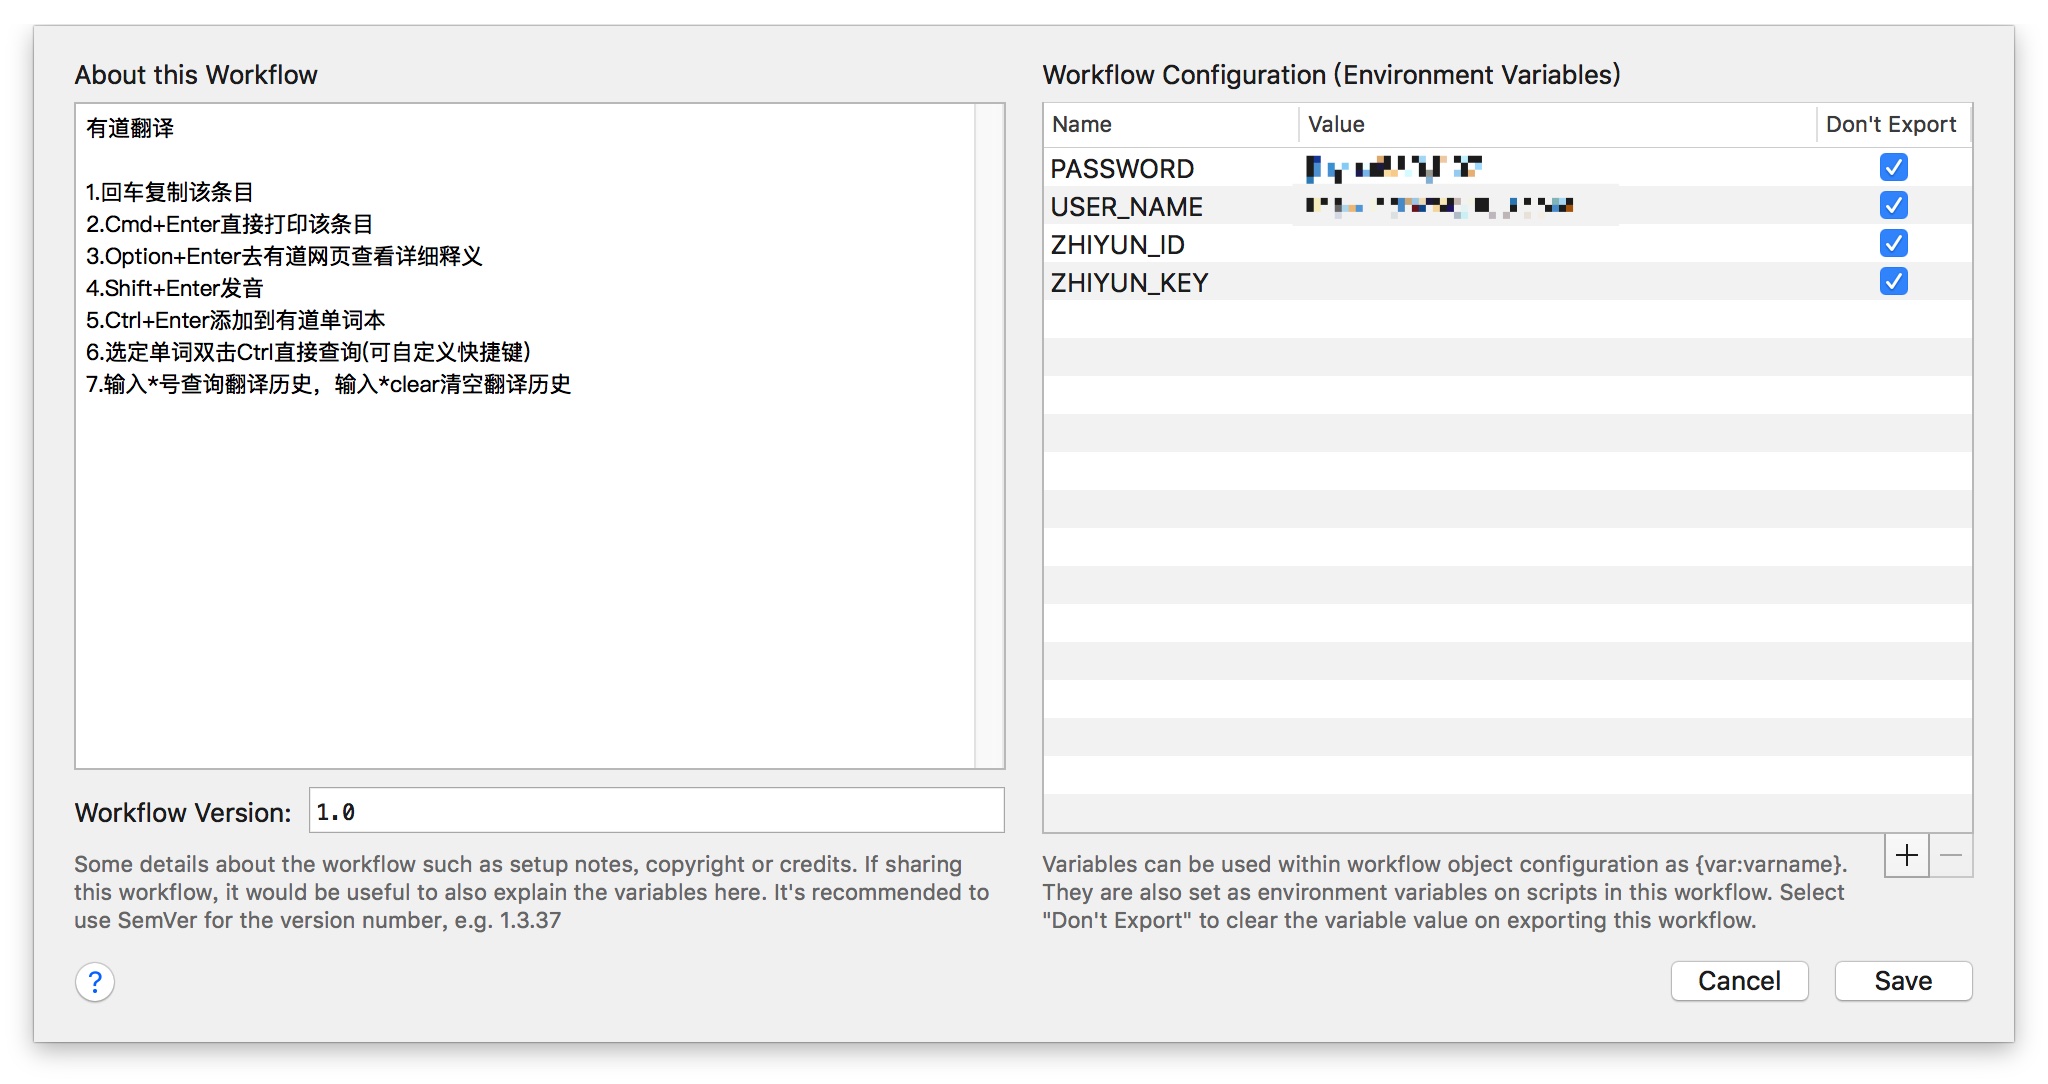 About this Workflow
有道翻译
1.回车复制该条目
2.Cmd+Enter直接打印该条目
3.Option+Enter去有道网页查看详细释义
4.Shift+Enter发音
5.Ctrl+Enter添加到有道单词本
6.选定单词双击Ctrl直接查询(可自定义快捷键)
7.输入*号查询翻译历史，输入*clear清空翻译历史
Workflow Version: 1.0
Some details about the workflow such as setup notes, copyright or credits. If sharing
this workflow, it would be useful to also explain the variables here. It's recommended to
use SemVer for the version number, e.g. 1.3.37
?
Workflow Configuration (Environment Variables)
Name Value Don't Export
PASSWORD
USER_NAME
ZHIYUN_ID
ZHIYUN_KEY
Variables can be used within workflow object configuration as {var:varname}.
They are also set as environment variables on scripts in this workflow. Select
"Don't Export" to clear the variable value on exporting this workflow.
Cancel Save